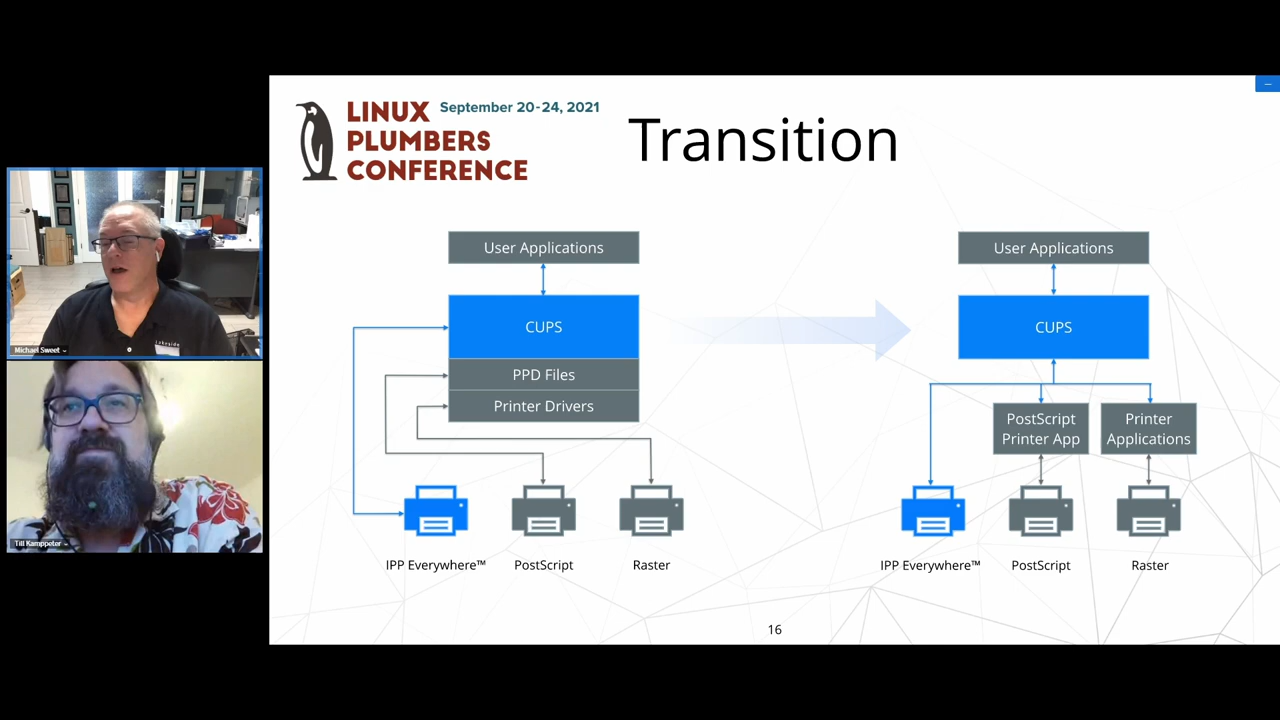 LINUX
September 20-24, 2021
PLUMBERS
CONFERENCE
Transition
User Applications
CUPS
PPD Files
Printer Drivers
IPP Everywhere™
PostScript
Raster
User Applications
CUPS
PostScript
Printer App
Printer
Applications
IPP Everywhere™
PostScript
Raster
16
Lakeside
Michael Sweet
Till Kamppeter